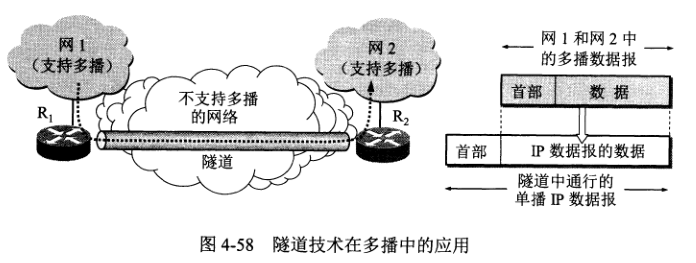 网 1
（支持多播）
R₁
不支持多播
的网络
隧道
网 2
（支持多播）
R₂
网 1 和网 2 中
的多播数据报
首部
数 据
首部
IP 数据报的数据
隧道中通行的
单播 IP 数据报
图 4-58 隧道技术在多播中的应用